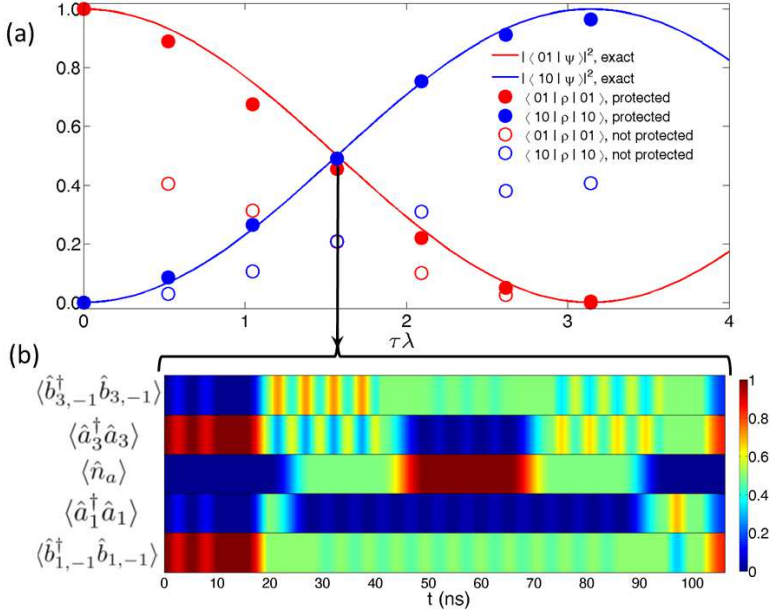 (a)
1.0
0.8
0.6
0.4
0.2
0.0
|⟨ 01 | ψ ⟩|², exact
|⟨ 10 | ψ ⟩|², exact
⟨ 01 | ρ | 01 ⟩, protected
⟨ 10 | ρ | 10 ⟩, protected
⟨ 01 | ρ | 01 ⟩, not protected
⟨ 10 | ρ | 10 ⟩, not protected
0 1 2 3 4
τλ
(b)
⟨b̂†₃,₋₁ b̂₃,₋₁⟩
⟨â†₃ â₃⟩
⟨n̂ₐ⟩
⟨â†₁ â₁⟩
⟨b̂†₁,₋₁ b̂₁,₋₁⟩
1
0.8
0.6
0.4
0.2
0
0 10 20 30 40 50 60 70 80 90 100
t (ns)